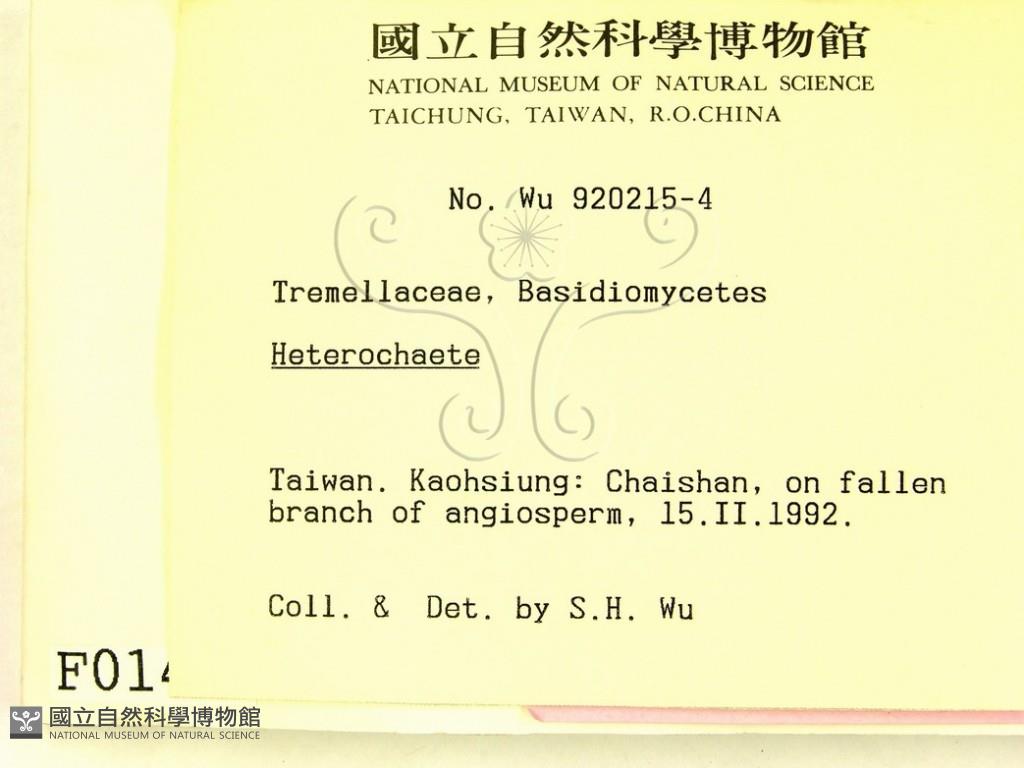 國立自然科學博物館
NATIONAL MUSEUM OF NATURAL SCIENCE
TAICHUNG, TAIWAN, R.O.CHINA
No. Wu 920215-4
Tremellaceae, Basidiomycetes
Heterochaete
Taiwan. Kaohsiung: Chaishan, on fallen
branch of angiosperm, 15.II.1992.
Coll. & Det. by S.H. Wu
F014
國立自然科學博物館
NATIONAL MUSEUM OF NATURAL SCIENCE